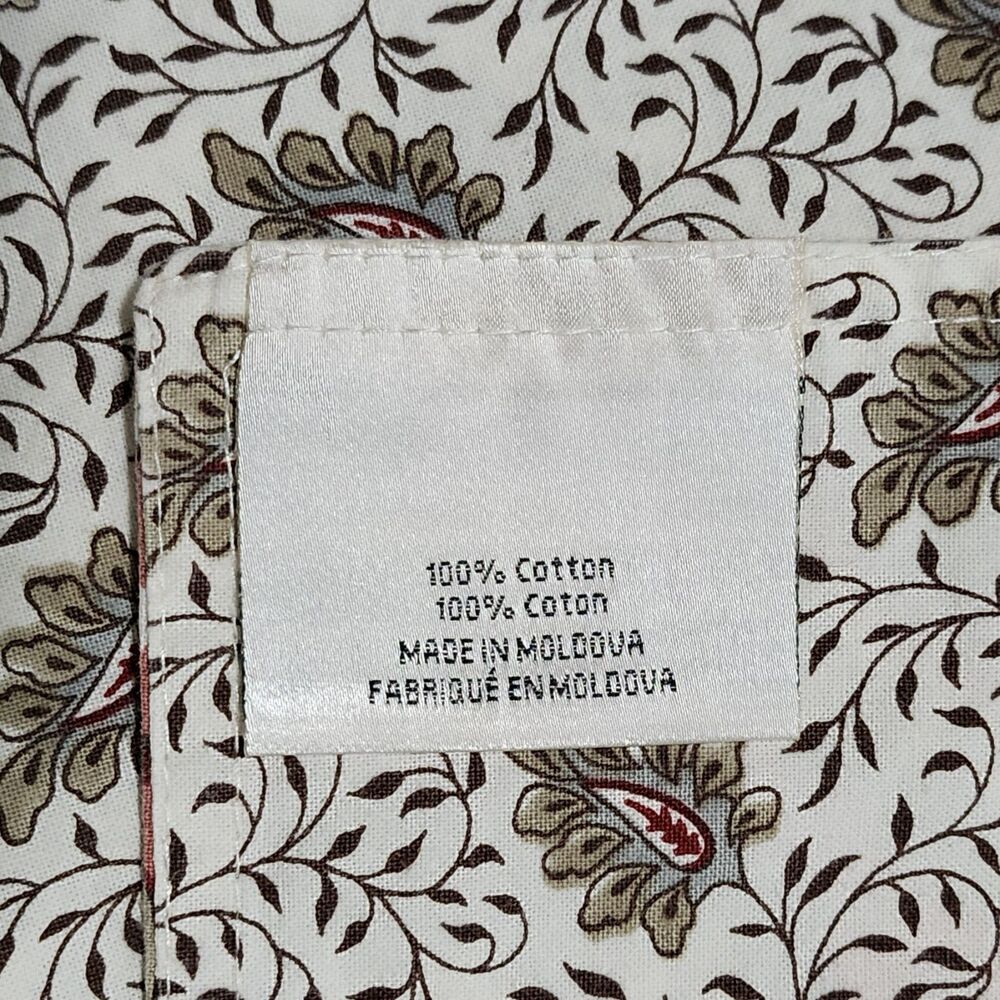 100% Cotton
100% Coton
MADE IN MOLDOVA
FABRIQUÉ EN MOLDOVA